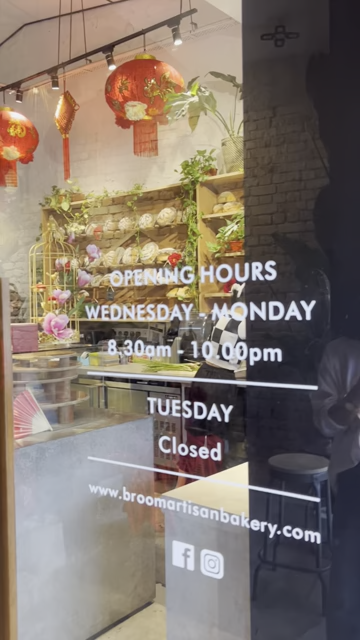 OPENING HOURS
WEDNESDAY - MONDAY
8.30am - 10.00pm
TUESDAY
Closed
www.broomartisanbakery.com